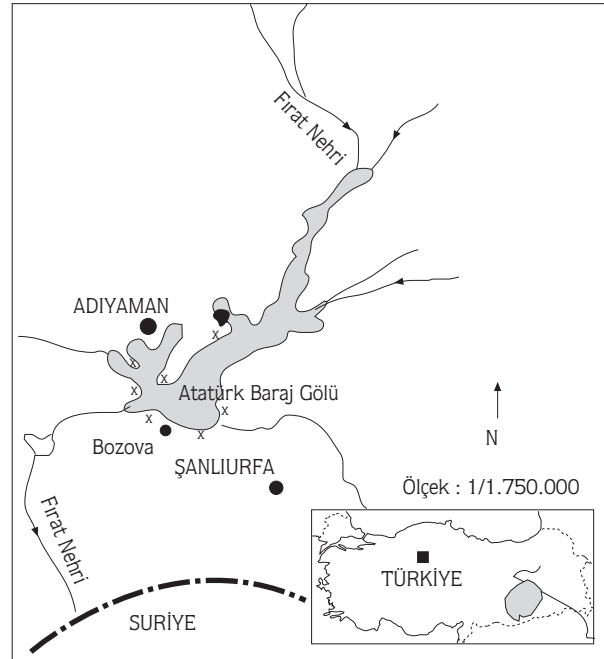 Fırat Nehri
ADIYAMAN
x
x
x
x
Atatürk Baraj Gölü
x
x
x
Bozova
N
ŞANLIURFA
Ölçek : 1/1.750.000
Fırat Nehri
TÜRKİYE
SURİYE